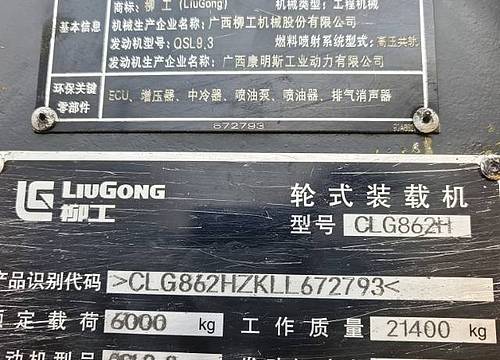 商标：柳 工（LiuGong） 机械类型：工程机械
基本信息
机械生产企业名称：广西柳工机械股份有限公司
发动机型号：QSL9.3 燃料喷射系统型式：高压共轨
发动机生产企业名称：广西康明斯工业动力有限公司
环保关键零部件
ECU、增压器、中冷器、喷油泵、喷油器、排气消声器
672793
LIUGONG
柳工
轮式装载机
型号 CLG862H
产品识别代码 >CLG862HZKLL672793<
额定载荷 6000 kg 工作质量 21400 kg
动机型号